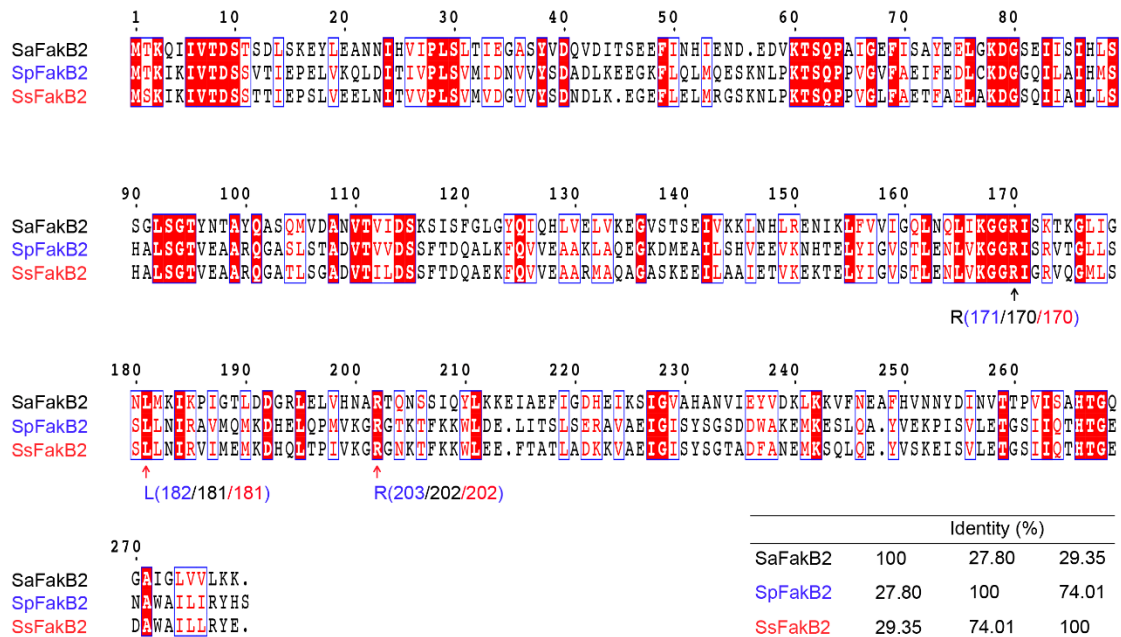 1 10 20 30 40 50 60 70 80
SaFakB2 MTKQIIVTDSTSDLSKEYLEANNIHVIPLSLTIEGASYVDQVDITSEEFINHIEND.EDVKTSQPAIGEFISAYEELGKDGSEIISIHLS
SpFakB2 MTKIKIVTDSSVTIEPELVKQLDITIVPLSVMIDNVVYSDADLKEEGKFLQLMQESKNLPKTSQPPVGVFAEIFEDLCKDGGQILAIHMS
SsFakB2 MSKIKIVTDSSTTIEPSLVEELNITVVPLSVMVDGVVYSDNDLK.EGEFLELMRGSKNLPKTSQPPVGLFAETFAELAKDGSQIIAILLS
90 100 110 120 130 140 150 160 170
SaFakB2 SGLSGTYNTAYQASQMVDANVTVIDSKSISFGLGYQIQHLVELVKEGVSTSEIVKKLNHLRENIKLFVVIGQLNQLIKGGRISKTKGLIG
SpFakB2 HALSGTVEAARQGASLSTADVTVVDSSFTDQALKFQVVEAAKLAQEGKDMEAILSHVEEVKNHTELYIGVSTLENLVKGGRIGRVTGLLS
SsFakB2 HALSGTVEAARQGATLSGADVTILDSSFTDQAEKFQVVEAARMAQAGASKEEILAAIETVKEKTELYIGVSTLENLVKGGRIGRVQGMLS
R(171/170/170)
180 190 200 210 220 230 240 250 260
SaFakB2 NLMKIKPIGTLDDGRLELVHNARTQNSSIQYLKKEIAEFIGDHEIKSIGVAHANVIEYVDKLKKVFNEAFHVNNYDINVTTPVISAHTGQ
SpFakB2 SLLNIRAVMQMKDHELQPMVKGRGTKTFKKWLDE.LITSLSERAVAEIGISYSGSDDWAKEMKESLQA.YVEKPISVLETGSIIQTHTGE
SsFakB2 SLLNIRVIMEMKDHQLTPIVKGRGNKTFKKWLEE.FTATLADKKVAEIGISYSGTADFANEMKSQLQE.YVSKEISVLETGSIIQTHTGE
L(182/181/181) R(203/202/202)
270
SaFakB2 GAIGLVVLKK.
SpFakB2 NAWAILIRYHS
SsFakB2 DAWAILLRYE.
Identity (%)
SaFakB2 100 27.80 29.35
SpFakB2 27.80 100 74.01
SsFakB2 29.35 74.01 100